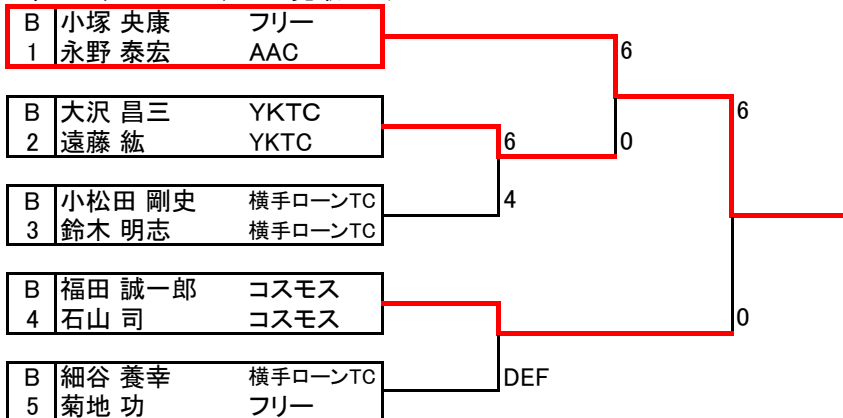 B 小塚 央康 フリー
1 永野 泰宏 AAC
6
B 大沢 昌三 YKTC
2 遠藤 紘 YKTC
6
0
6
B 小松田 剛史 横手ローンTC
3 鈴木 明志 横手ローンTC
4
B 福田 誠一郎 コスモス
4 石山 司 コスモス
0
B 細谷 養幸 横手ローンTC
5 菊地 功 フリー
DEF